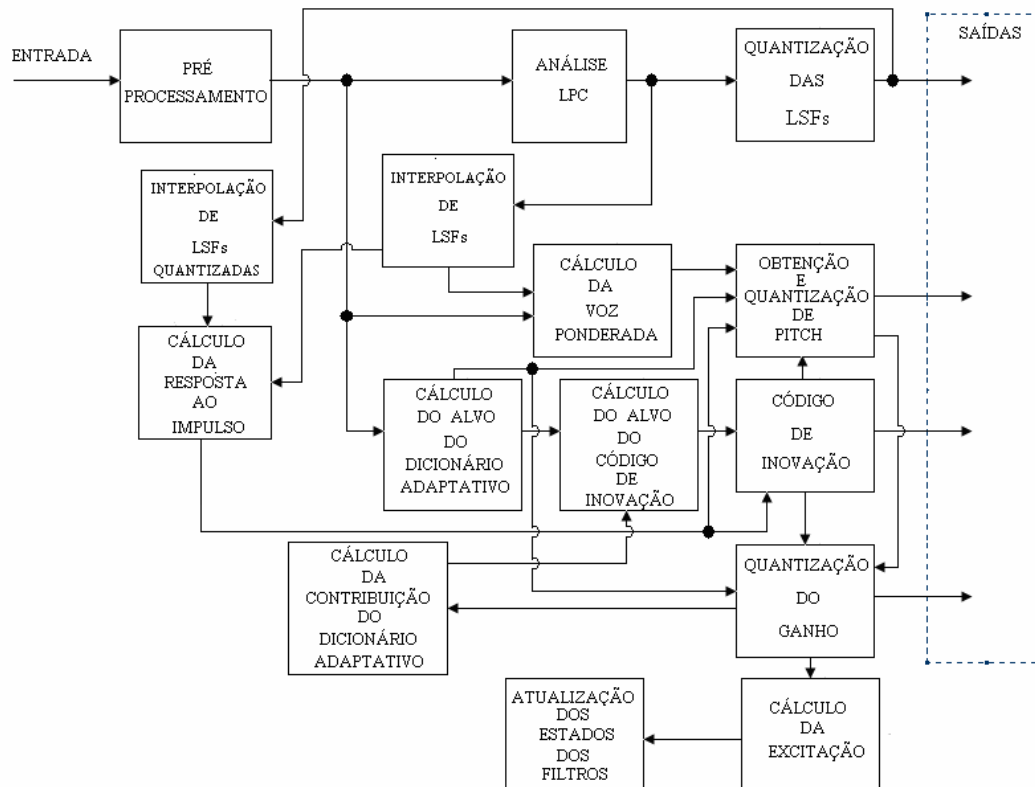 ENTRADA
PRÉ
PROCESSAMENTO
ANÁLISE
LPC
QUANTIZAÇÃO
DAS
LSFs
SAÍDAS
INTERPOLAÇÃO
DE
LSFs
QUANTIZADAS
INTERPOLAÇÃO
DE
LSFs
CÁLCULO
DA
VOZ
PONDERADA
OBTENÇÃO
E
QUANTIZAÇÃO
DE
PITCH
CÁLCULO
DA
RESPOSTA
AO
IMPULSO
CÁLCULO
DO ALVO
DO
DICIONÁRIO
ADAPTATIVO
CÁLCULO
DO ALVO
DO
CÓDIGO
DE
INOVAÇÃO
CÓDIGO
DE
INOVAÇÃO
CÁLCULO
DA
CONTRIBUIÇÃO
DO
DICIONÁRIO
ADAPTATIVO
QUANTIZAÇÃO
DO
GANHO
ATUALIZAÇÃO
DOS
ESTADOS
DOS
FILTROS
CÁLCULO
DA
EXCITAÇÃO